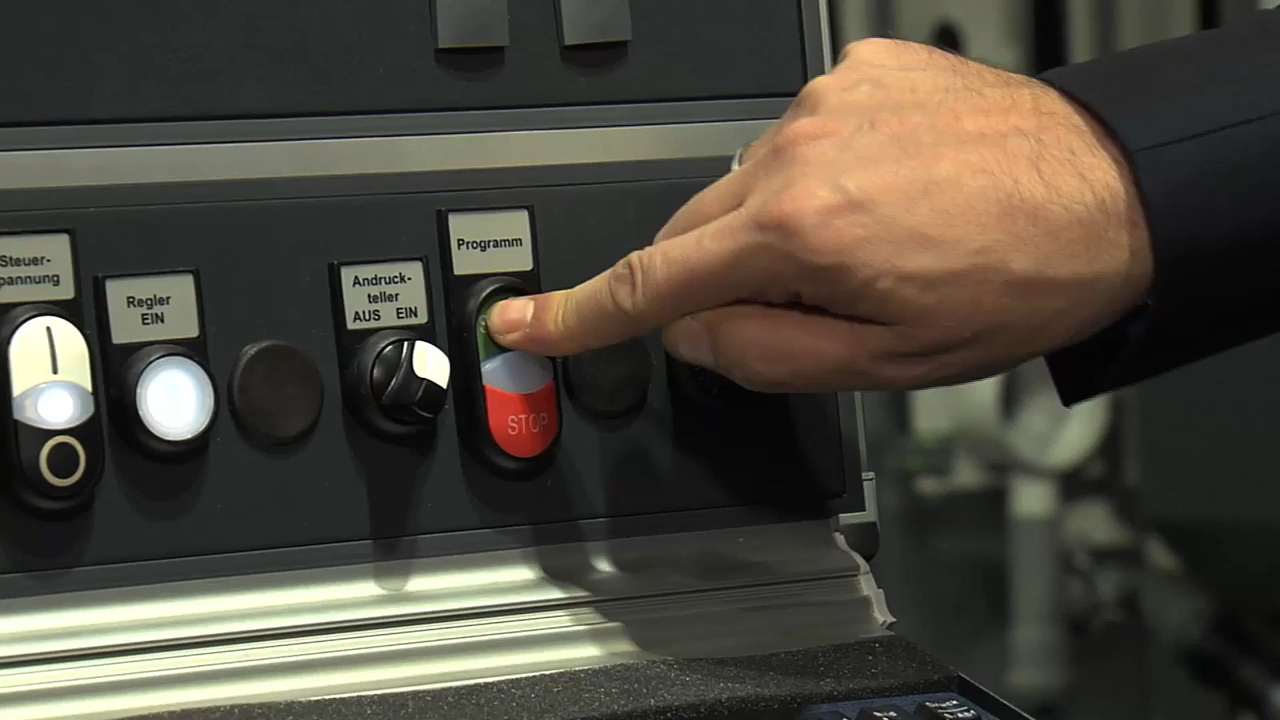 Steuer-
pannung
Regler
EIN
Andruck-
teller
AUS EIN
Programm
STOP